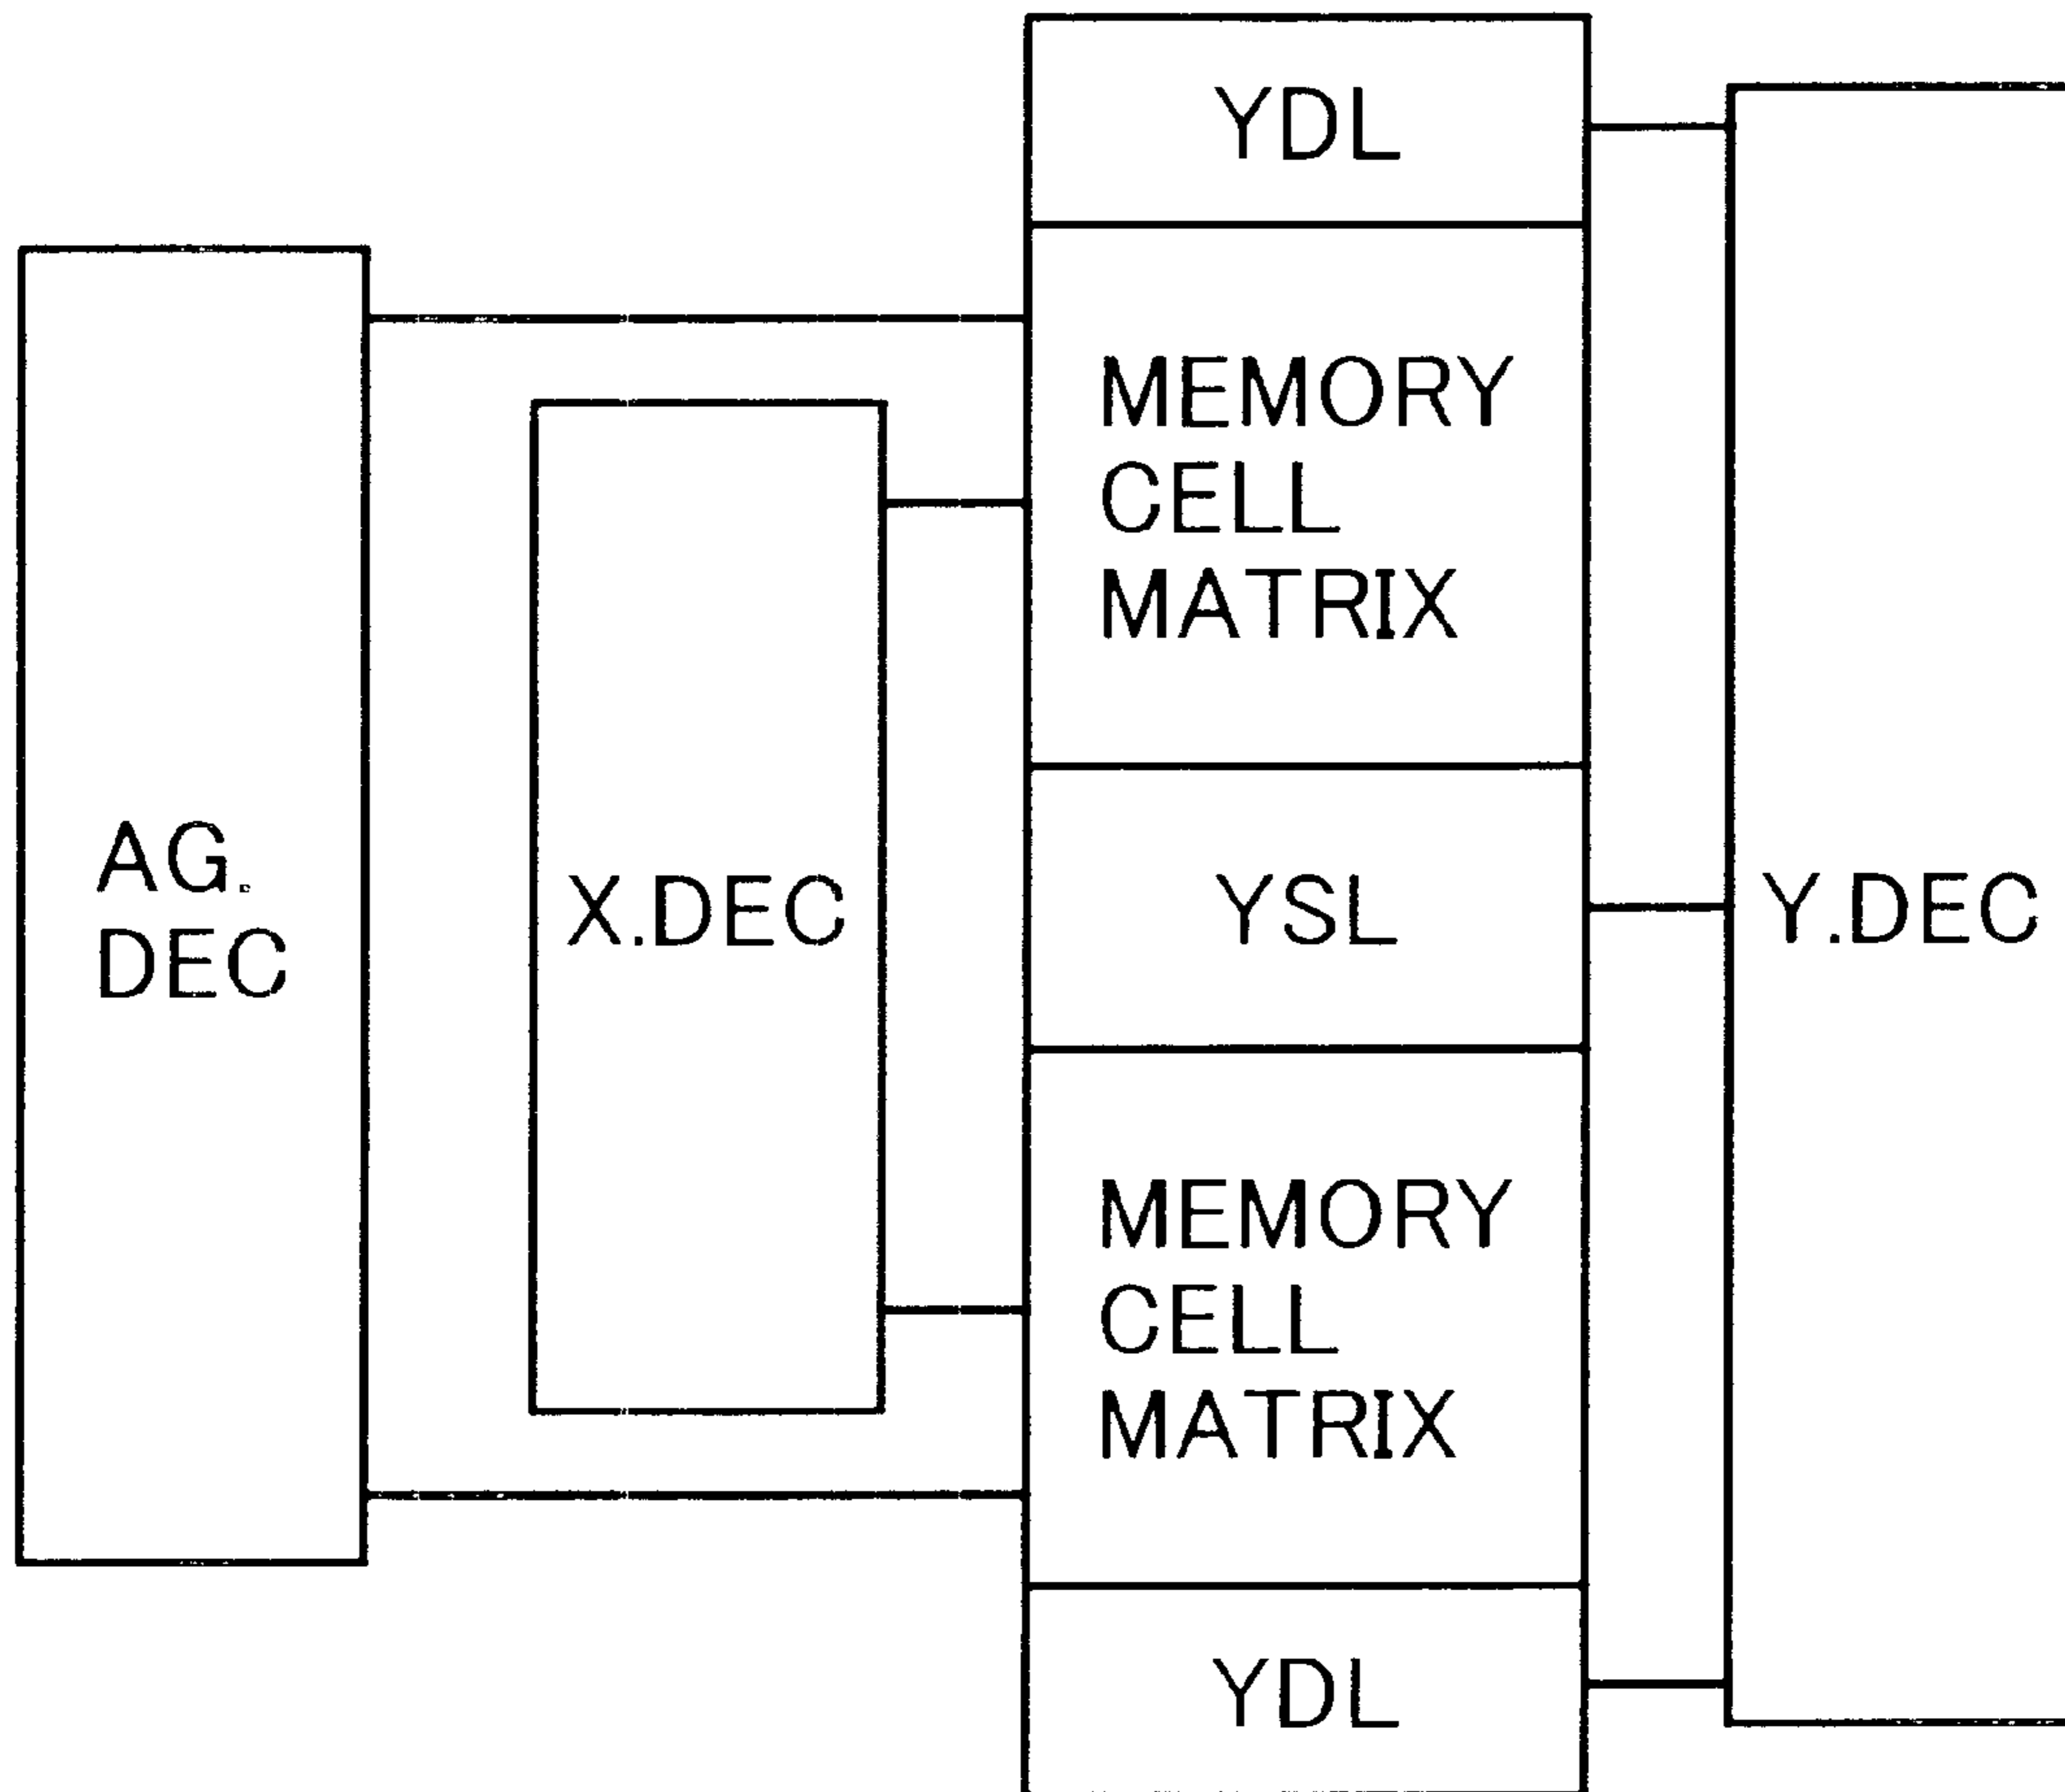 YDL
MEMORY
CELL
MATRIX
AG.
DEC
X.DEC
YSL
Y.DEC
MEMORY
CELL
MATRIX
YDL